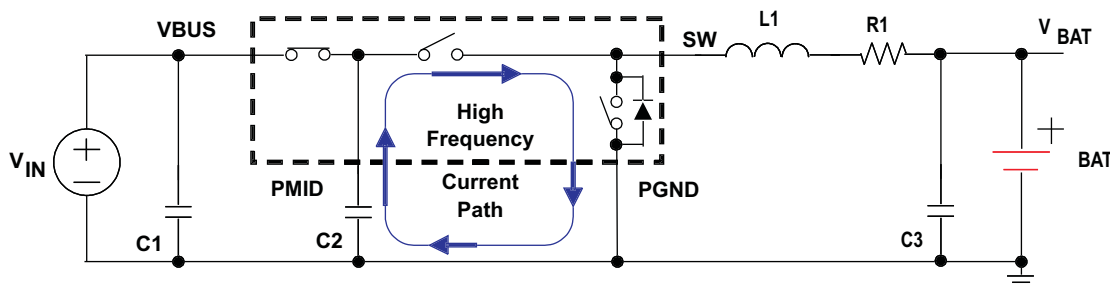 VBUS
SW
L1
R1
V BAT
High
Frequency
Current
Path
V IN
+
−
PMID
PGND
+
BAT
C1
C2
C3